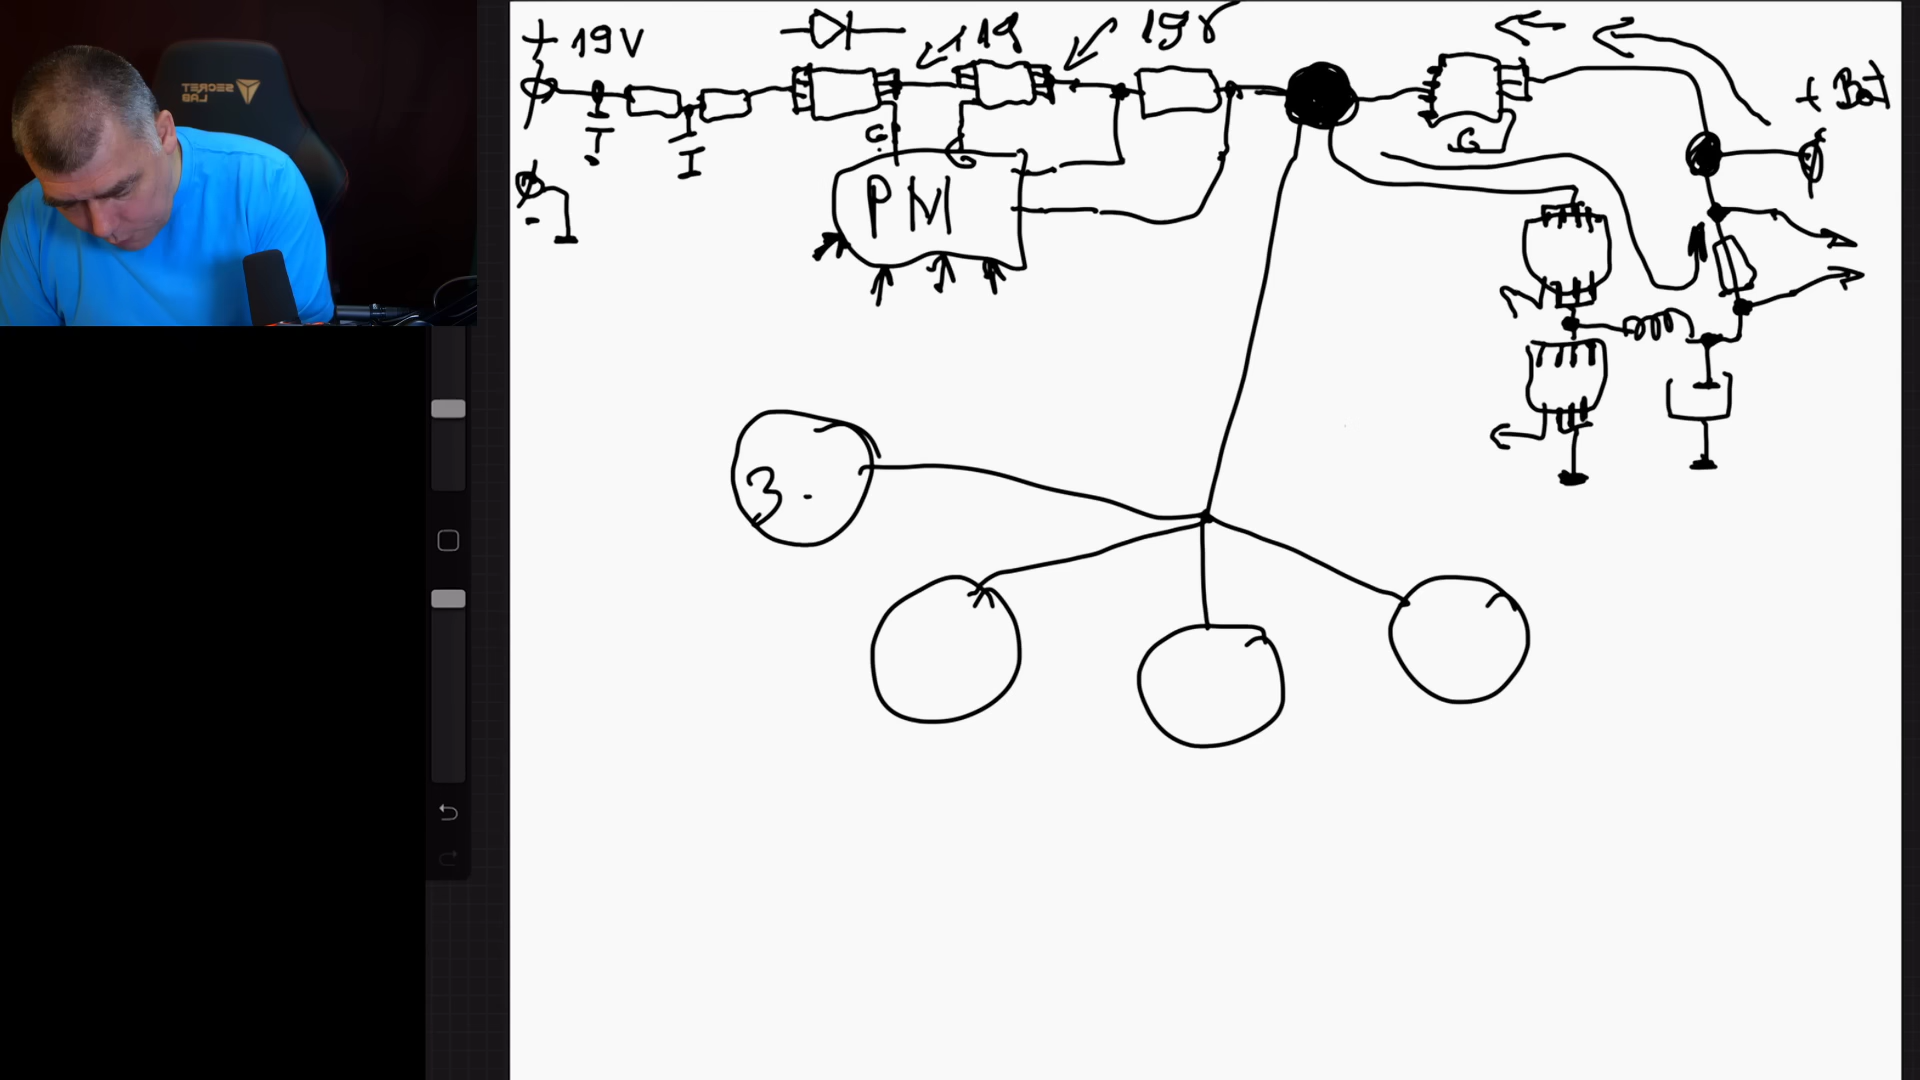 + 19V
19
19V
+ Bat
G
G
G
PM
-
3.
SECRET
LAB